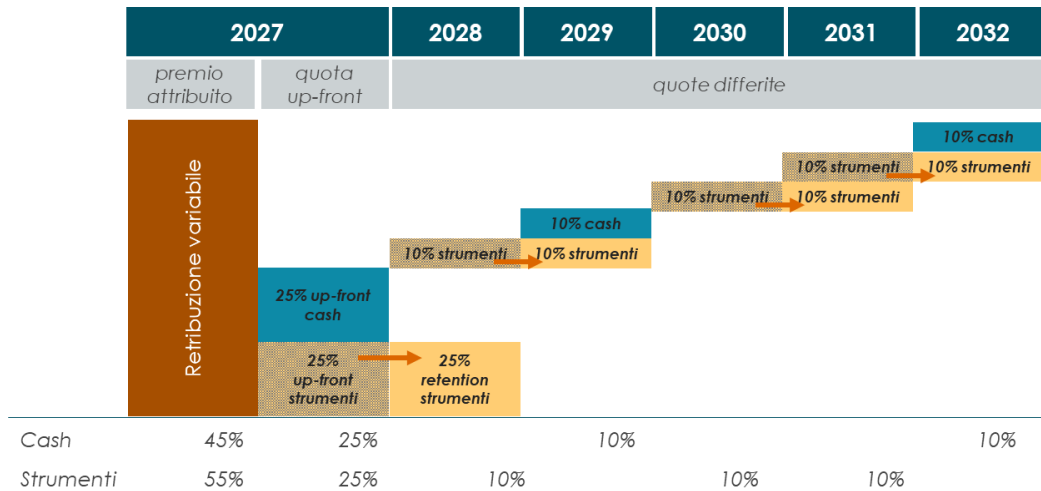 2027
2028
2029
2030
2031
2032
premio
attribuito
quota
up-front
quote differite
Retribuzione variabile
10% cash
10% strumenti
10% strumenti
10% strumenti
10% strumenti
10% strumenti
10% cash
10% strumenti
10% strumenti
25% up-front
cash
25%
up-front
strumenti
25%
retention
strumenti
Cash 45% 25% 10% 10%
Strumenti 55% 25% 10% 10% 10%